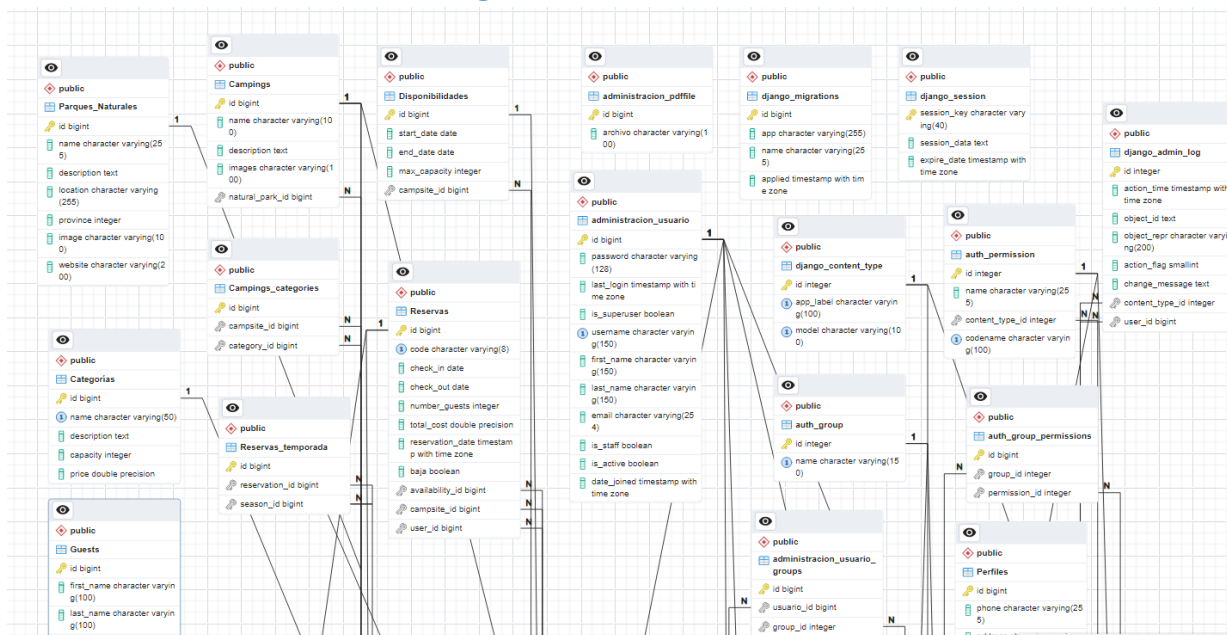 public
Parques_Naturales
id bigint
name character varying(25
5)
description text
location character varying
(255)
province integer
image character varying(10
0)
website character varying(2
00)
1
public
Campings
id bigint
name character varying(10
0)
description text
images character varying(1
00)
natural_park_id bigint
1
N
public
Disponibilidades
id bigint
start_date date
end_date date
max_capacity integer
campsite_id bigint
1
N
public
administracion_pdffile
id bigint
archivo character varying(1
00)
public
django_migrations
id bigint
app character varying(255)
name character varying(25
5)
applied timestamp with tim
e zone
public
django_session
session_key character vary
ing(40)
session_data text
expire_date timestamp with
time zone
public
django_admin_log
id integer
action_time timestamp with
time zone
object_id text
object_repr character varyi
ng(200)
action_flag smallint
change_message text
content_type_id integer
user_id bigint
N
N
public
Campings_categories
id bigint
campsite_id bigint
category_id bigint
N
N
public
Reservas
id bigint
code character varying(8)
check_in date
check_out date
number_guests integer
total_cost double precision
reservation_date timestam
p with time zone
baja boolean
availability_id bigint
campsite_id bigint
user_id bigint
1
N
N
N
public
administracion_usuario
id bigint
password character varying
(128)
last_login timestamp with ti
me zone
is_superuser boolean
username character varyin
g(150)
first_name character varyin
g(150)
last_name character varyin
g(150)
email character varying(25
4)
is_staff boolean
is_active boolean
date_joined timestamp with
time zone
1
public
django_content_type
id integer
app_label character varyin
g(100)
model character varying(10
0)
1
public
auth_permission
id integer
name character varying(25
5)
content_type_id integer
codename character varyin
g(100)
1
N
public
Categorías
id bigint
name character varying(50)
description text
capacity integer
price double precision
1
public
Reservas_temporada
id bigint
reservation_id bigint
season_id bigint
N
N
public
auth_group
id integer
name character varying(15
0)
1
public
auth_group_permissions
id bigint
group_id integer
permission_id integer
N
N
public
Guests
id bigint
first_name character varyin
g(100)
last_name character varyin
g(100)
public
administracion_usuario_
groups
id bigint
usuario_id bigint
group_id integer
N
N
public
Perfiles
id bigint
phone character varying(25
5)